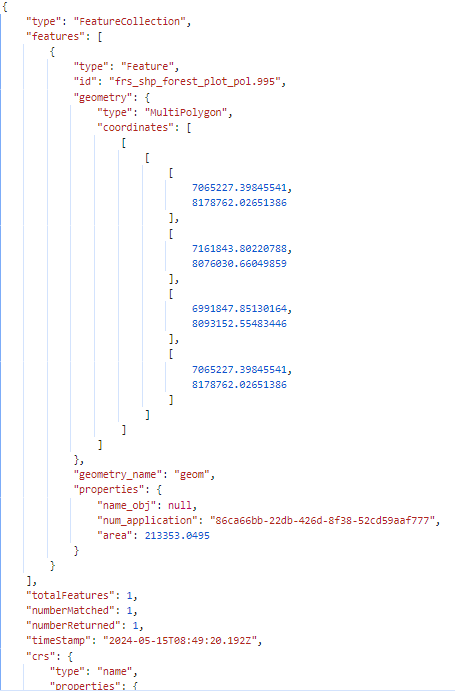 {
"type": "FeatureCollection",
"features": [
{
"type": "Feature",
"id": "frs_shp_forest_plot_pol.995",
"geometry": {
"type": "MultiPolygon",
"coordinates": [
[
[
[
7065227.39845541,
8178762.02651386
],
[
7161843.80220788,
8076030.66049859
],
[
6991847.85130164,
8093152.55483446
],
[
7065227.39845541,
8178762.02651386
]
]
]
]
},
"geometry_name": "geom",
"properties": {
"name_obj": null,
"num_application": "86ca66bb-22db-426d-8f38-52cd59aaf777",
"area": 213353.0495
}
}
],
"totalFeatures": 1,
"numberMatched": 1,
"numberReturned": 1,
"timeStamp": "2024-05-15T08:49:20.192Z",
"crs": {
"type": "name",
"properties": {